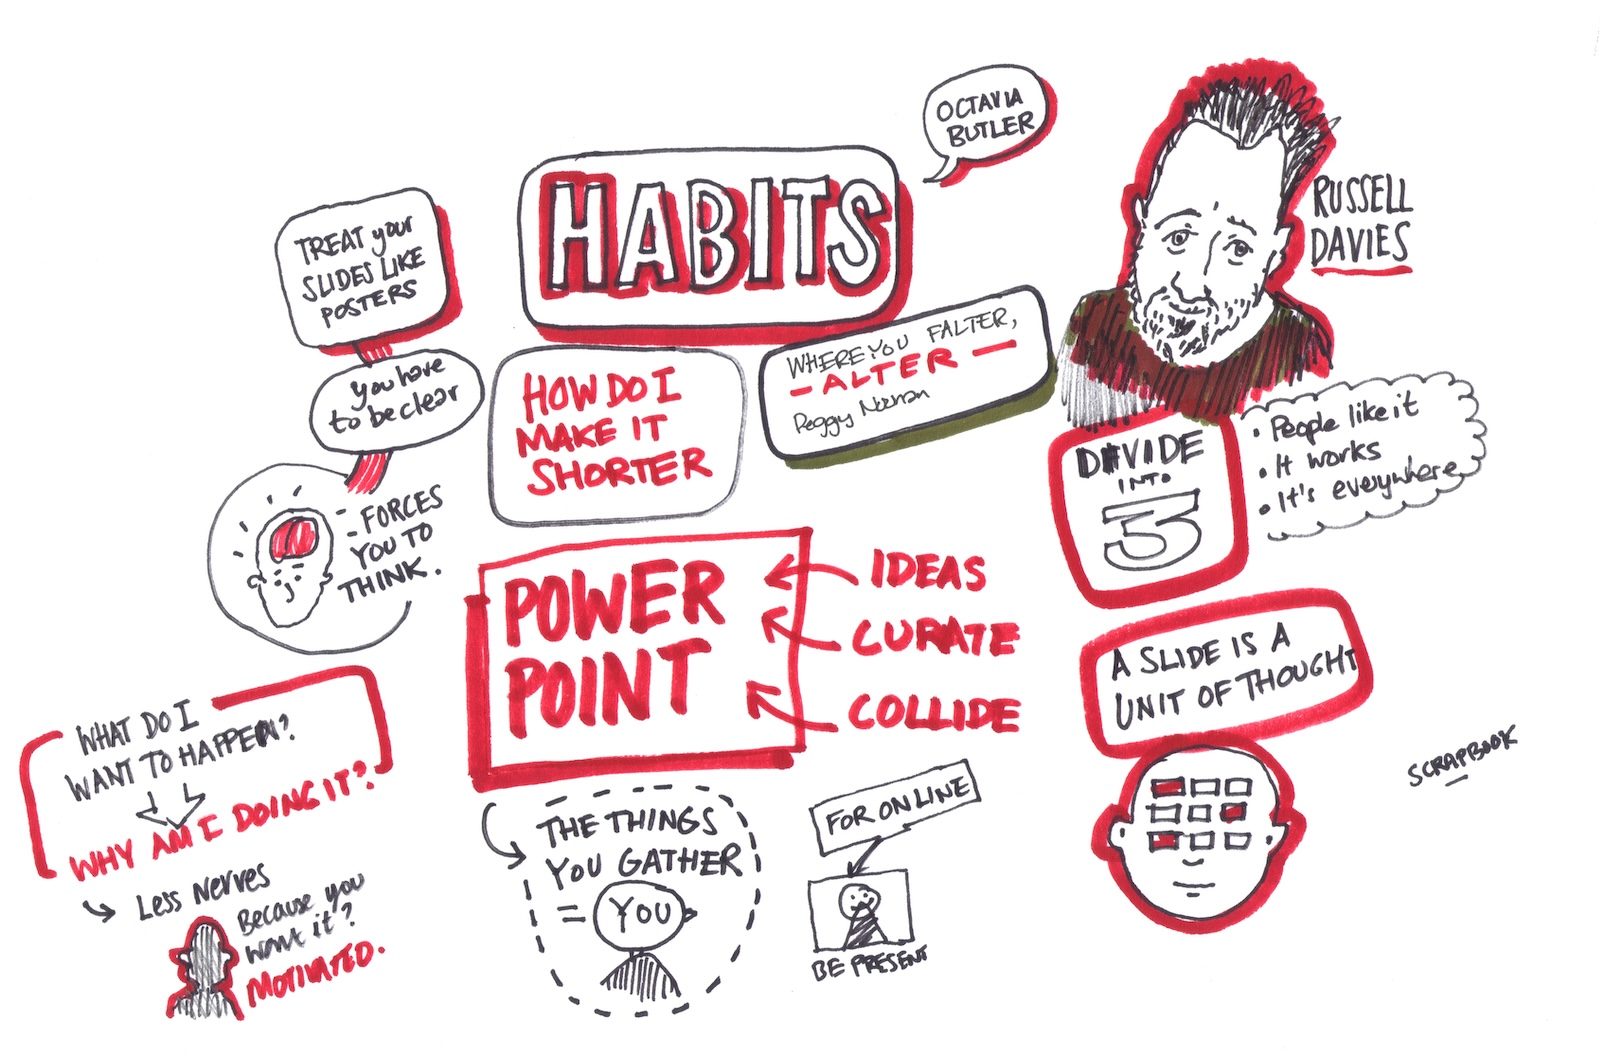 OCTAVIA
BUTLER
HABITS
RUSSELL
DAVIES
TREAT your
SLIDES LIKE
POSTERS
you have
to be clear
- FORCES
YOU TO
THINK.
HOW DO I
MAKE IT
SHORTER
WHERE YOU FALTER,
- ALTER -
Peggy Noonan
DIVIDE
INTO
3
• People like it
• It works
• It's everywhere
POWER
POINT
IDEAS
CURATE
COLLIDE
A SLIDE IS A
UNIT OF THOUGHT
SCRAPBOOK
WHAT DO I
WANT TO HAPPEN?
WHY AM I DOING IT?
Less Nerves
Because you
want it?
MOTIVATED.
THE THINGS
YOU GATHER
= YOU
FOR ONLINE
BE PRESENT